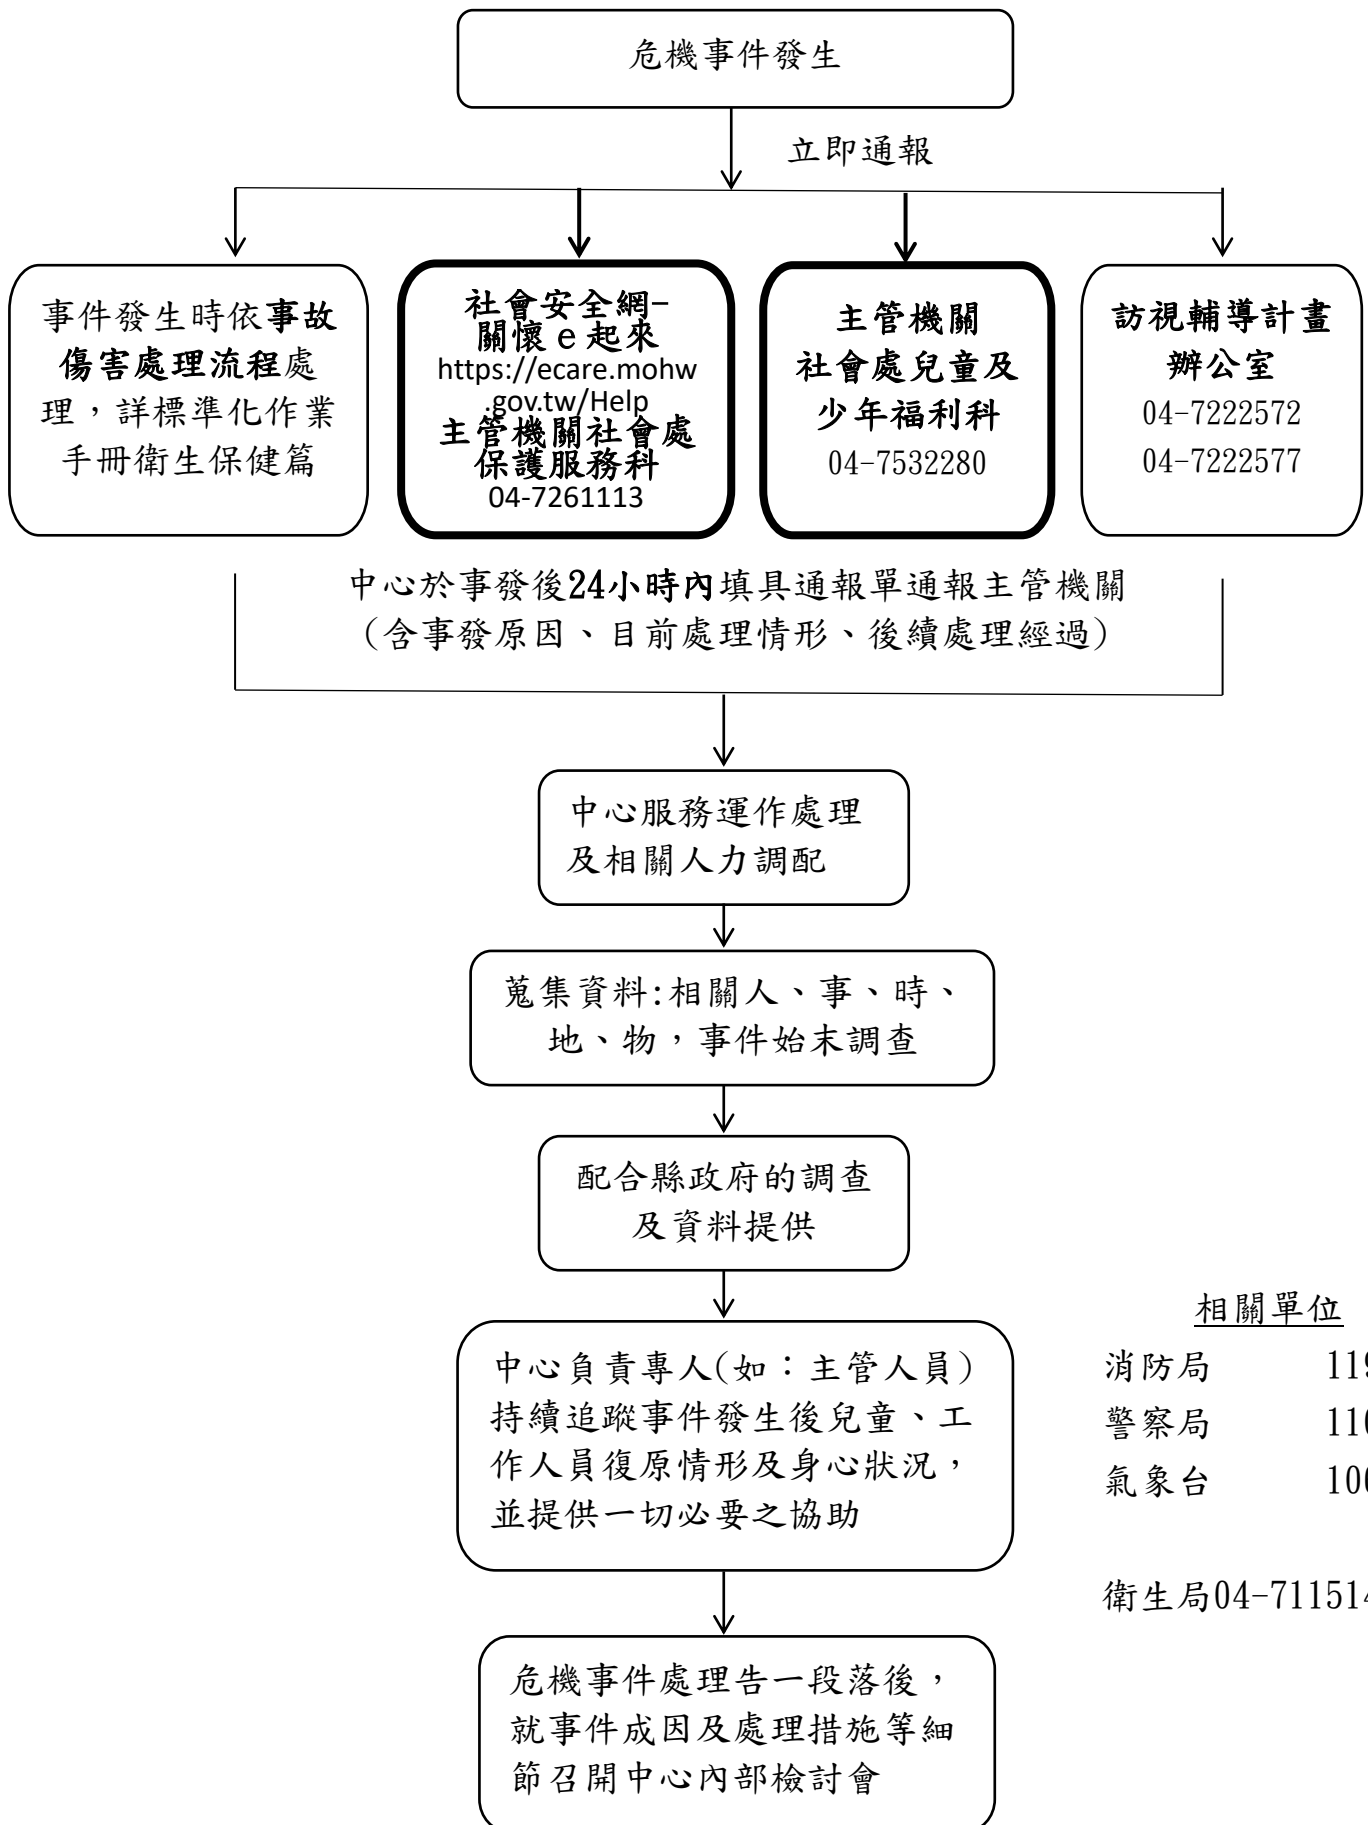 危機事件發生
立即通報
事件發生時依事故
傷害處理流程處
理，詳標準化作業
手冊衛生保健篇
社會安全網-
關懷e起來
https://ecare.mohw
.gov.tw/Help
主管機關社會處
保護服務科
04-7261113
主管機關
社會處兒童及
少年福利科
04-7532280
訪視輔導計畫
辦公室
04-7222572
04-7222577
中心於事發後24小時內填具通報單通報主管機關
(含事發原因、目前處理情形、後續處理經過)
中心服務運作處理
及相關人力調配
蒐集資料:相關人、事、時、
地、物，事件始末調查
配合縣政府的調查
及資料提供
中心負責專人(如：主管人員)
持續追蹤事件發生後兒童、工
作人員復原情形及身心狀況，
並提供一切必要之協助
相關單位
消防局 119
警察局 110
氣象台
衛生局04-711514
危機事件處理告一段落後，
就事件成因及處理措施等細
節召開中心內部檢討會